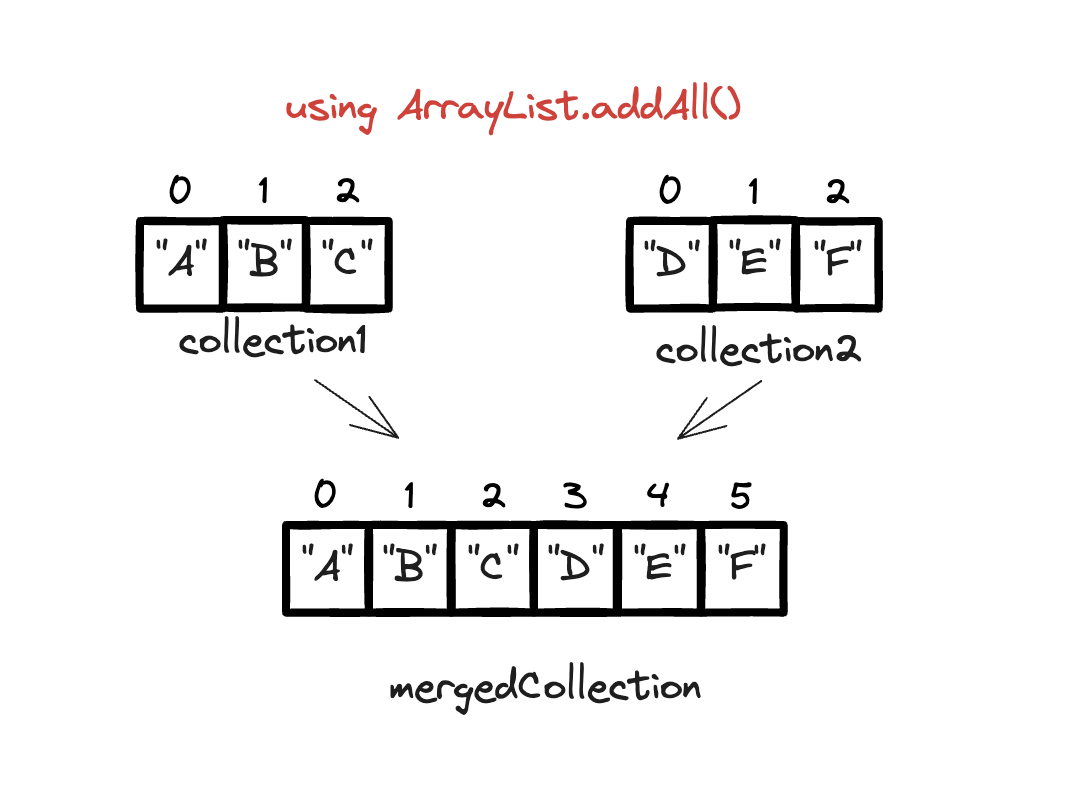 using ArrayList.addAll()
0 1 2
"A" "B" "C"
collection1
0 1 2
"D" "E" "F"
collection2
0 1 2 3 4 5
"A" "B" "C" "D" "E" "F"
mergedCollection